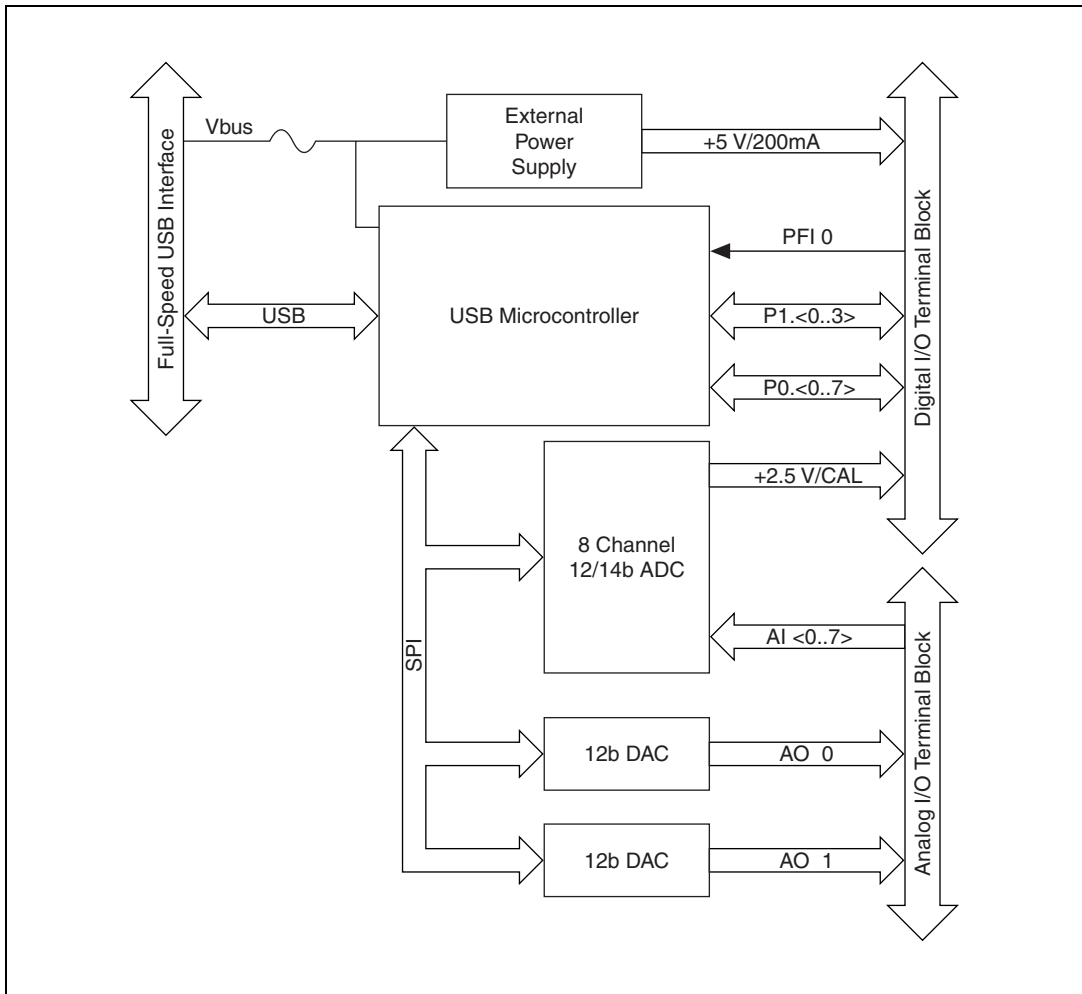 Full-Speed USB Interface
Vbus
External
Power
Supply
+5 V/200mA
Digital I/O Terminal Block
PFI 0
USB
USB Microcontroller
P1.<0..3>
P0.<0..7>
+2.5 V/CAL
8 Channel
12/14b ADC
AI <0..7>
SPI
Analog I/O Terminal Block
12b DAC
AO 0
12b DAC
AO 1